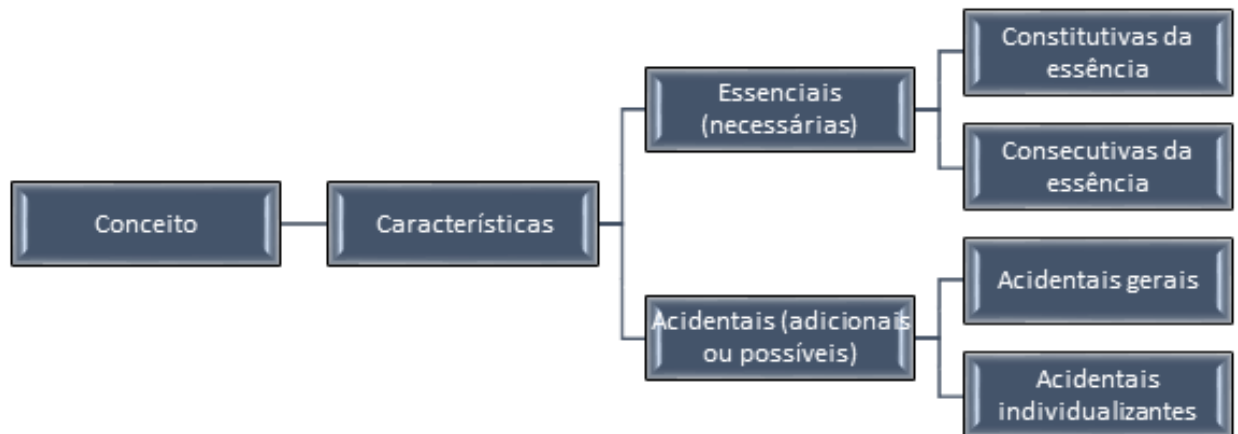 Conceito
Características
Essenciais
(necessárias)
Constitutivas da
essência
Consecutivas da
essência
Acidentais (adicionais
ou possíveis)
Acidentais gerais
Acidentais
individualizantes